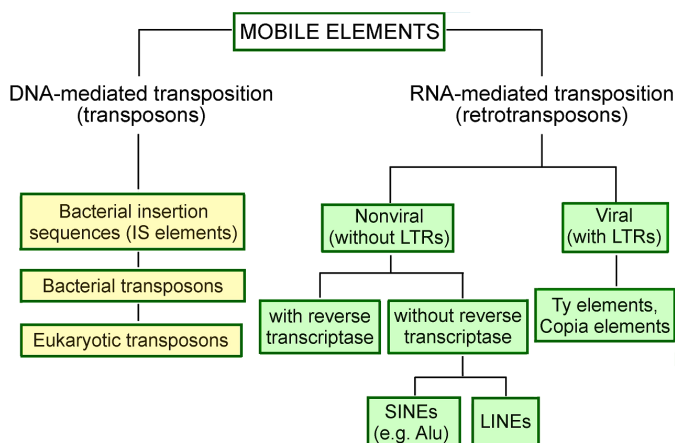 MOBILE ELEMENTS
DNA-mediated transposition
(transposons)
RNA-mediated transposition
(retrotransposons)
Bacterial insertion
sequences (IS elements)
Bacterial transposons
Eukaryotic transposons
Nonviral
(without LTRs)
Viral
(with LTRs)
with reverse
transcriptase
without reverse
transcriptase
Ty elements,
Copia elements
SINEs
(e.g. Alu)
LINEs